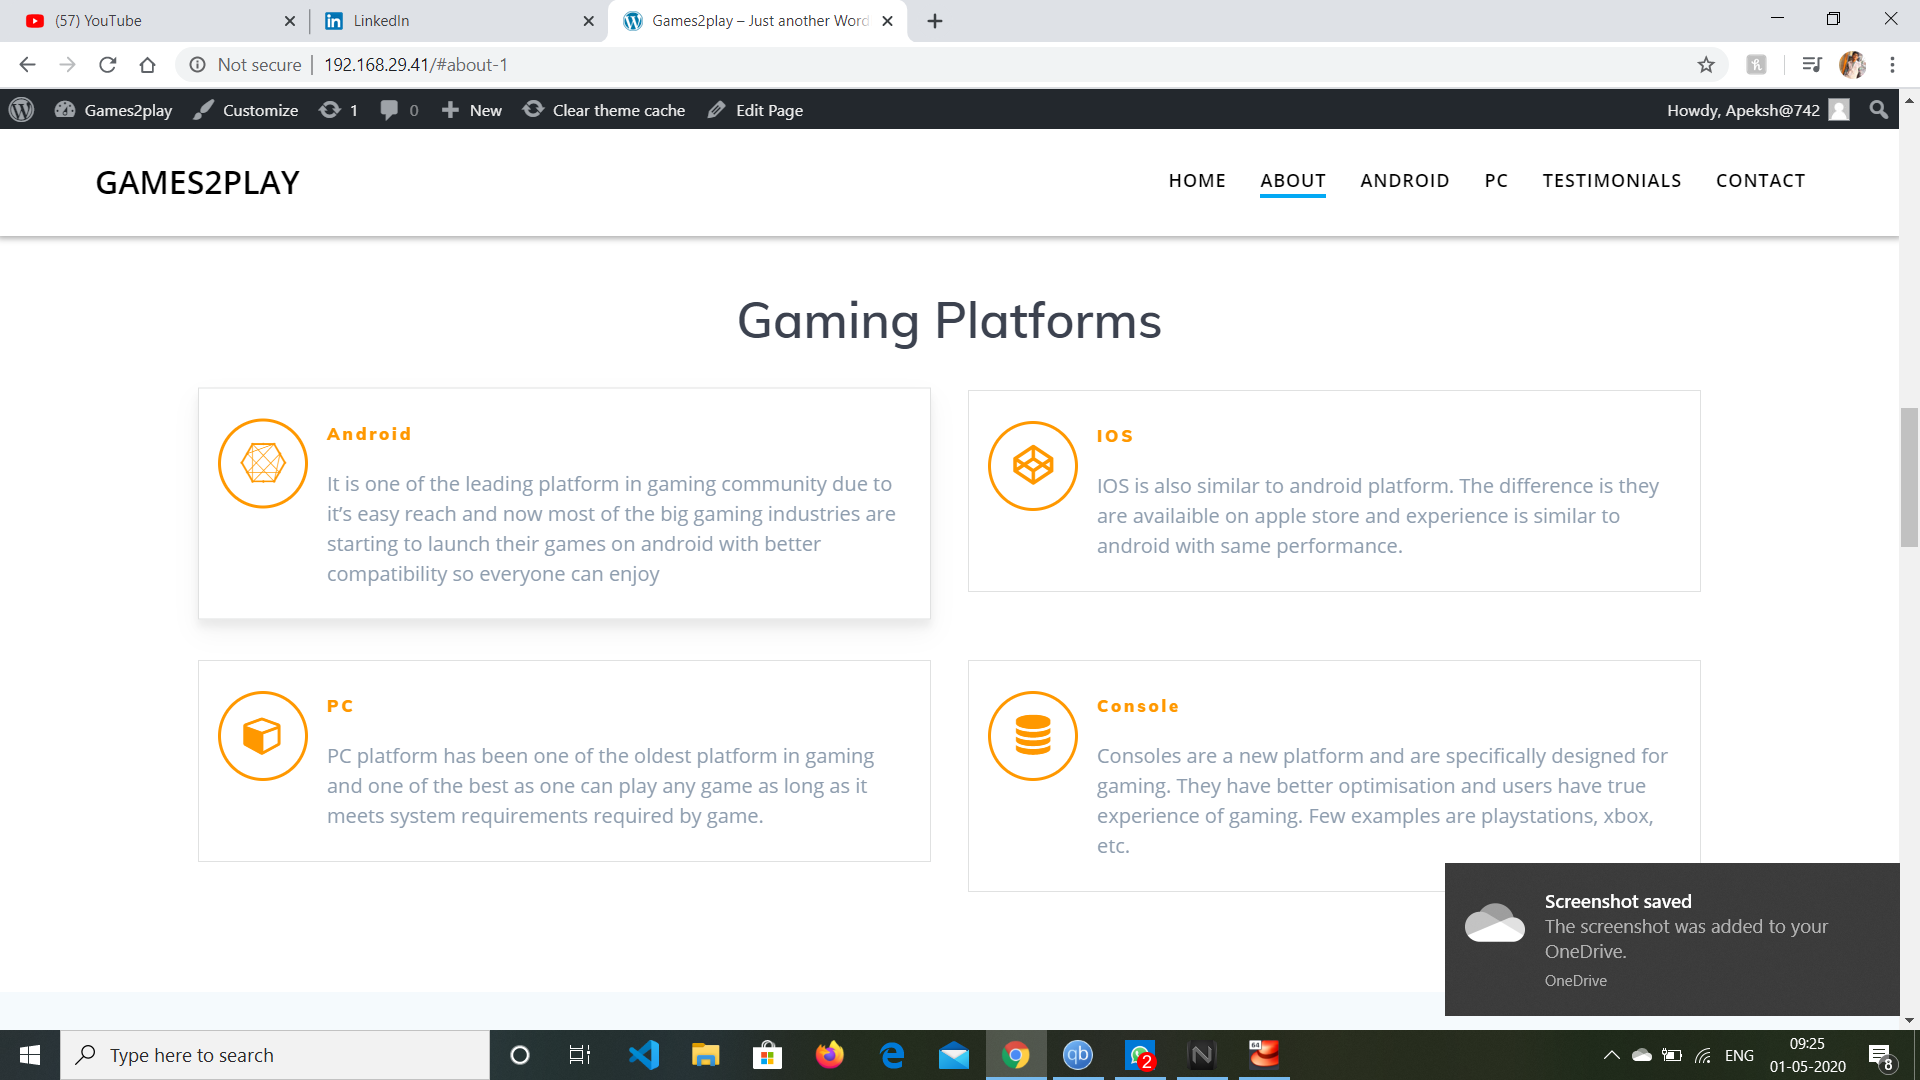 (57) YouTube
LinkedIn
Games2play – Just another Word
Not secure
192.168.29.41/#about-1
Games2play
Customize
1
0
New
Clear theme cache
Edit Page
Howdy, Apeksh@742
GAMES2PLAY
HOME
ABOUT
ANDROID
PC
TESTIMONIALS
CONTACT
Gaming Platforms
Android
It is one of the leading platform in gaming community due to
it’s easy reach and now most of the big gaming industries are
starting to launch their games on android with better
compatibility so everyone can enjoy
IOS
IOS is also similar to android platform. The difference is they
are availaible on apple store and experience is similar to
android with same performance.
PC
PC platform has been one of the oldest platform in gaming
and one of the best as one can play any game as long as it
meets system requirements required by game.
Console
Consoles are a new platform and are specifically designed for
gaming. They have better optimisation and users have true
experience of gaming. Few examples are playstations, xbox,
etc.
Screenshot saved
The screenshot was added to your
OneDrive.
OneDrive
Type here to search
qb
2
N
64
ENG
09:25
01-05-2020
8